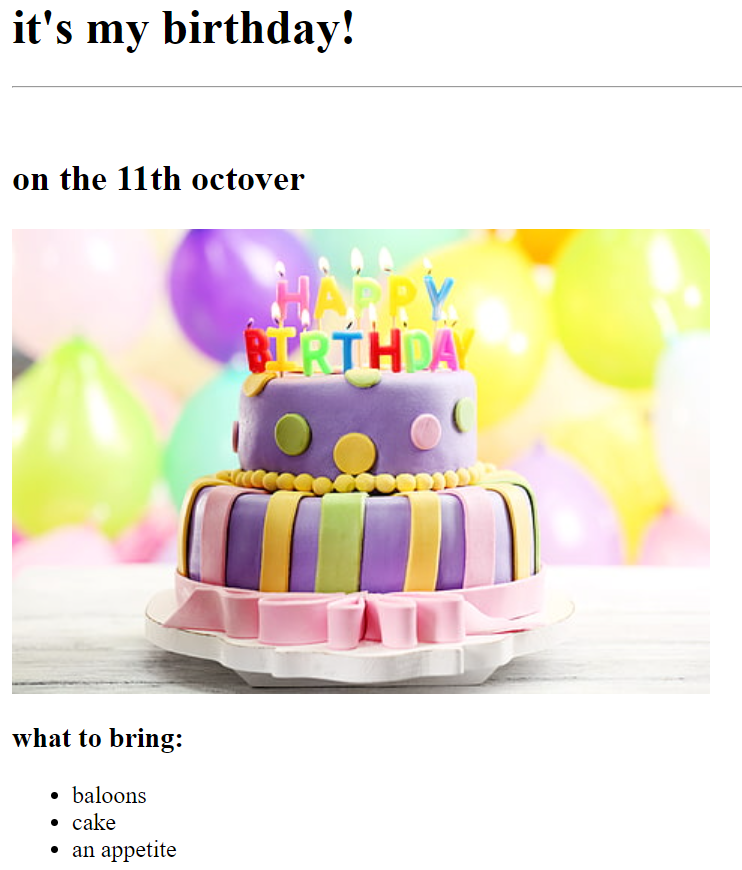 it's my birthday!
on the 11th octover
HAPPY
BIRTHDAY
what to bring:
baloons
cake
an appetite